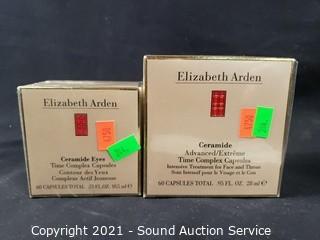 Elizabeth Arden
Ceramide Eyes
Time Complex Capsules
Contour des Yeux
Complexe Actif Jeunesse
60 CAPSULES TOTAL
Elizabeth Arden
Ceramide
Advanced/Extrême
Time Complex Capsules
Intensive Treatment for Face and Throat
Soin Intensif pour le Visage et le Cou
60 CAPSULES TOTAL .95 FL. OZ. 28 ml ℮
Copyright 2021 - Sound Auction Service